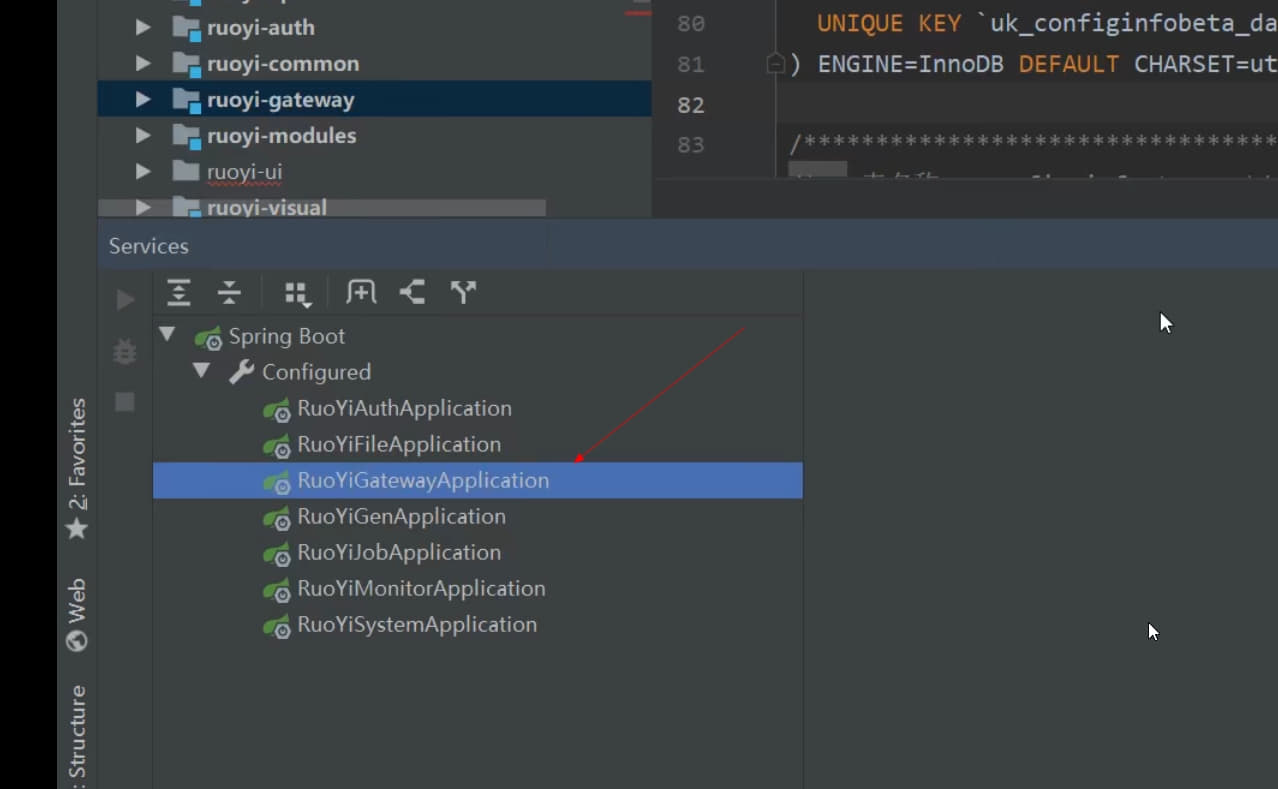 ruoyi-auth
ruoyi-common
ruoyi-gateway
ruoyi-modules
ruoyi-ui
ruoyi-visual
80 UNIQUE KEY `uk_configinfobeta_da
81 ) ENGINE=InnoDB DEFAULT CHARSET=ut
82
83 /*********************************
Services
Spring Boot
Configured
RuoYiAuthApplication
RuoYiFileApplication
RuoYiGatewayApplication
RuoYiGenApplication
RuoYiJobApplication
RuoYiMonitorApplication
RuoYiSystemApplication
2: Favorites
Web
: Structure